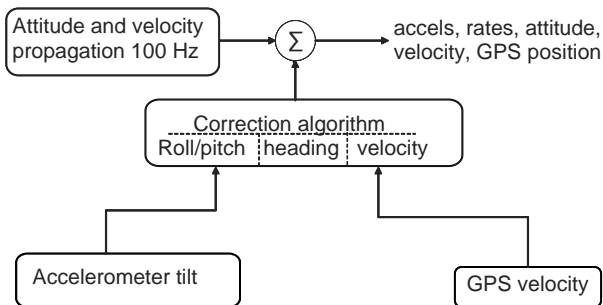 Attitude and velocity
propagation 100 Hz
Σ
accels, rates, attitude,
velocity, GPS position
Correction algorithm
Roll/pitch heading velocity
Accelerometer tilt
GPS velocity